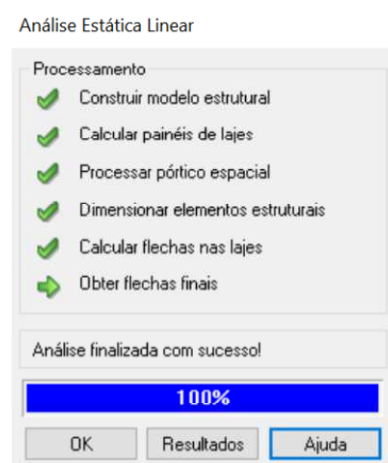 Análise Estática Linear
Processamento
Construir modelo estrutural
Calcular painéis de lajes
Processar pórtico espacial
Dimensionar elementos estruturais
Calcular flechas nas lajes
Obter flechas finais
Análise finalizada com sucesso!
100%
OK Resultados Ajuda